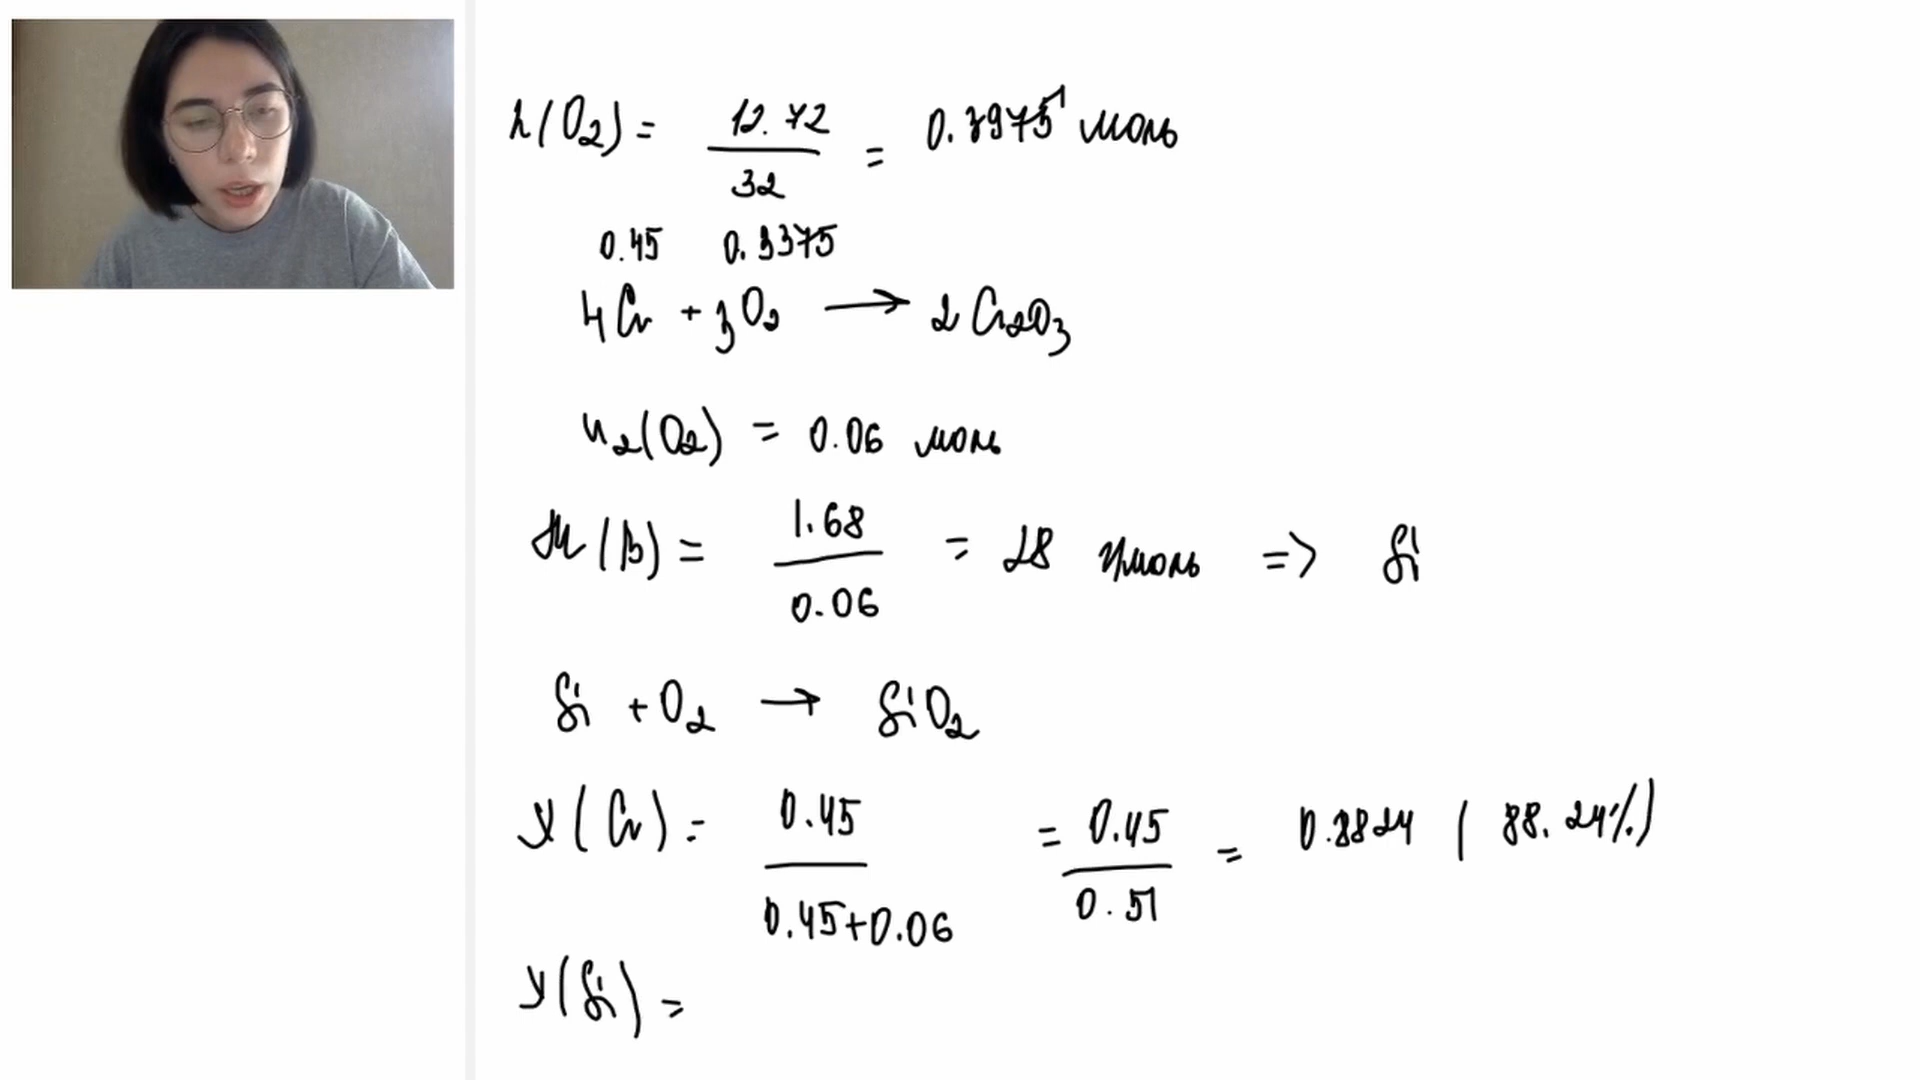 n(O₂) = 12.72 / 32 = 0.3975 моль
0.45 0.3375
4Cr + 3O₂ → 2Cr₂O₃
n₂(O₂) = 0.06 моль
M(B) = 1.68 / 0.06 = 28 г/моль => Si
Si + O₂ → SiO₂
χ(Cr) = 0.45 / 0.45+0.06 = 0.45 / 0.51 = 0.8824 (88.24%)
χ(Si) =